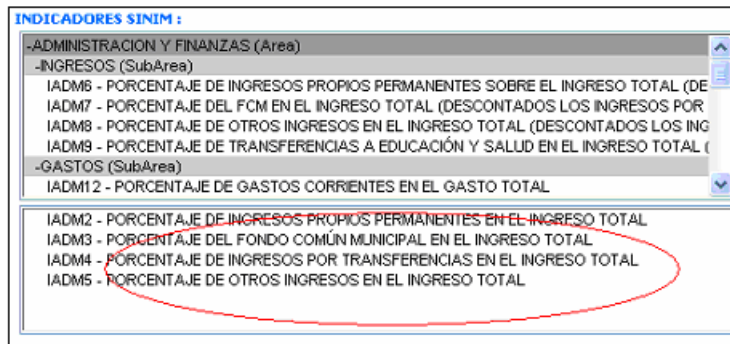 INDICADORES SINIM :
-ADMINISTRACION Y FINANZAS (Area)
-INGRESOS (SubArea)
IADM6 - PORCENTAJE DE INGRESOS PROPIOS PERMANENTES SOBRE EL INGRESO TOTAL (DE
IADM7 - PORCENTAJE DEL FCM EN EL INGRESO TOTAL (DESCONTADOS LOS INGRESOS POR
IADM8 - PORCENTAJE DE OTROS INGRESOS EN EL INGRESO TOTAL (DESCONTADOS LOS ING
IADM9 - PORCENTAJE DE TRANSFERENCIAS A EDUCACIÓN Y SALUD EN EL INGRESO TOTAL (
-GASTOS (SubArea)
IADM12 - PORCENTAJE DE GASTOS CORRIENTES EN EL GASTO TOTAL
IADM2 - PORCENTAJE DE INGRESOS PROPIOS PERMANENTES EN EL INGRESO TOTAL
IADM3 - PORCENTAJE DEL FONDO COMÚN MUNICIPAL EN EL INGRESO TOTAL
IADM4 - PORCENTAJE DE INGRESOS POR TRANSFERENCIAS EN EL INGRESO TOTAL
IADM5 - PORCENTAJE DE OTROS INGRESOS EN EL INGRESO TOTAL